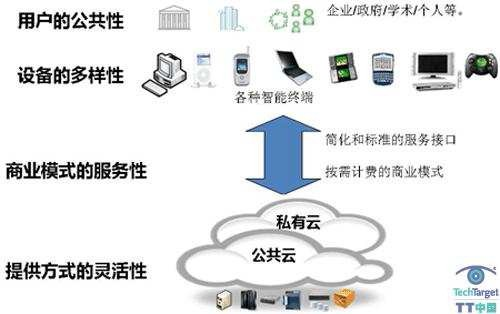 用户的公共性
企业/政府/学术/个人等。
设备的多样性
各种智能终端
简化和标准的服务接口
商业模式的服务性
按需计费的商业模式
私有云
公共云
提供方式的灵活性
TechTarget
TT中国